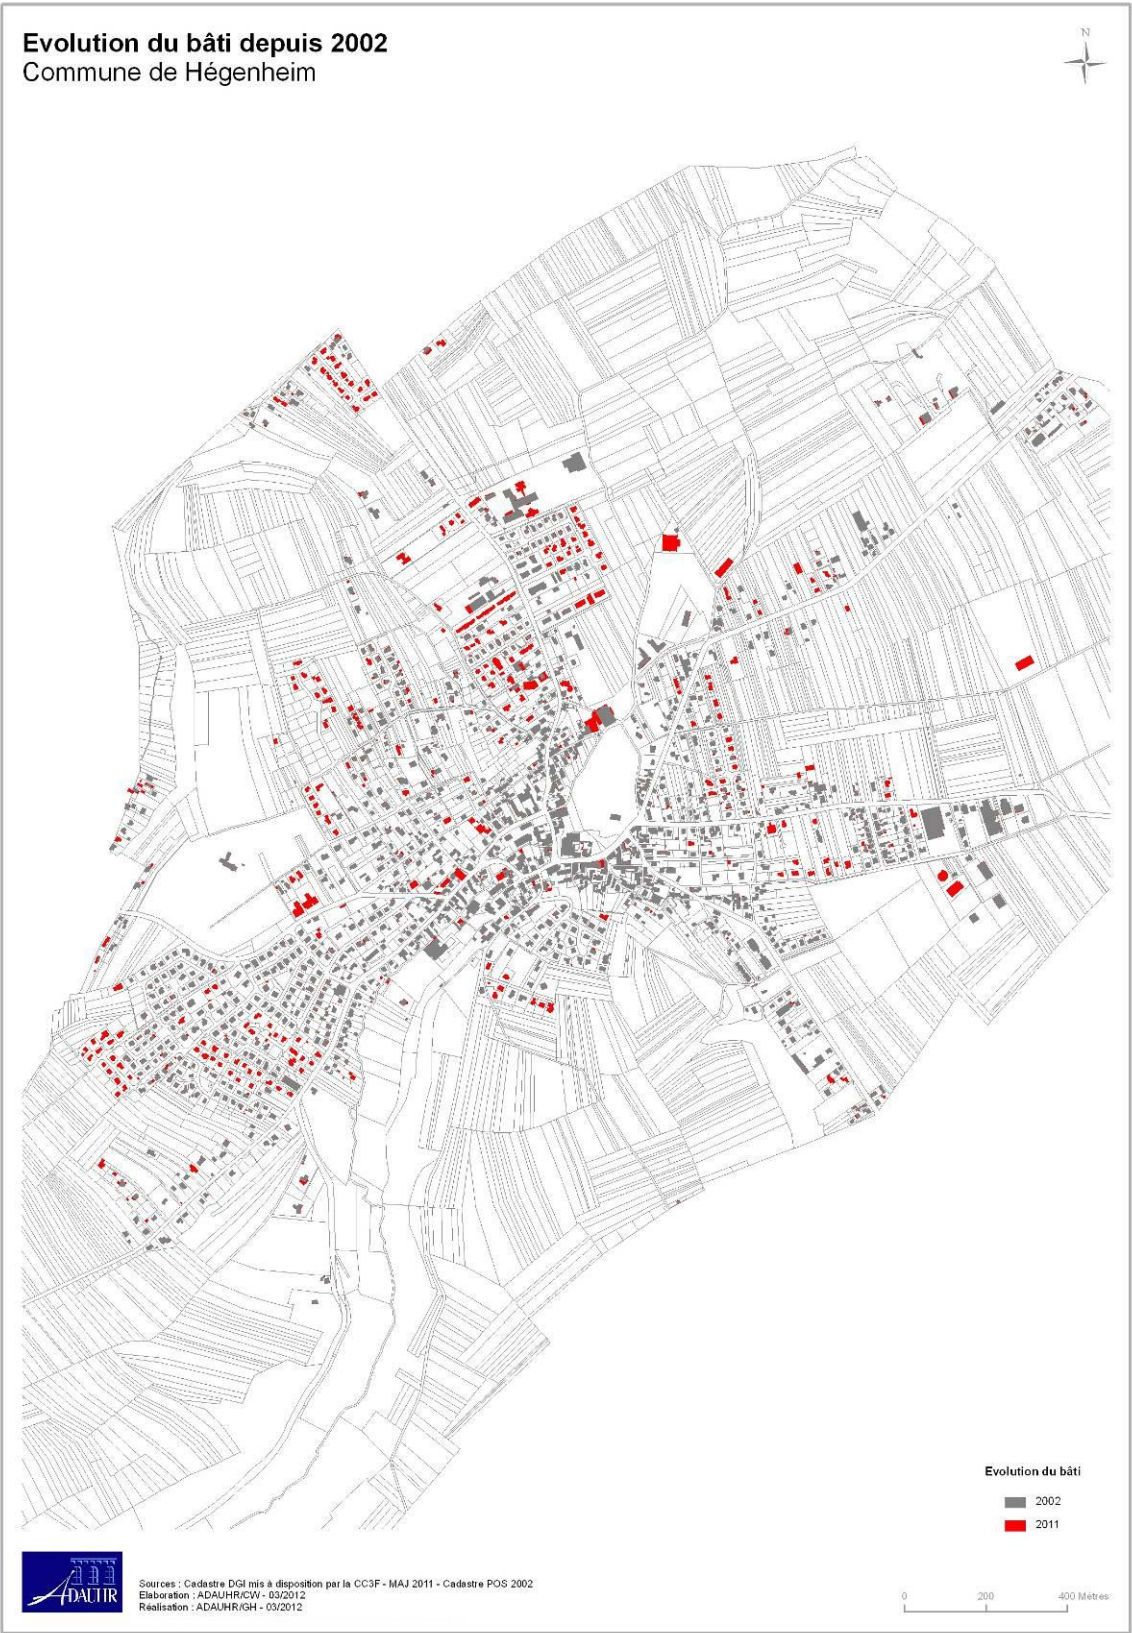 Evolution du bâti depuis 2002
Commune de Hégenheim
N
Evolution du bâti
2002
2011
ADAUHR
Sources : Cadastre DGI mis à disposition par la CC3F - MAJ 2011 - Cadastre POS 2002
Elaboration : ADAUHR/CW - 03/2012
Réalisation : ADAUHR/GH - 03/2012
0 200 400 Mètres